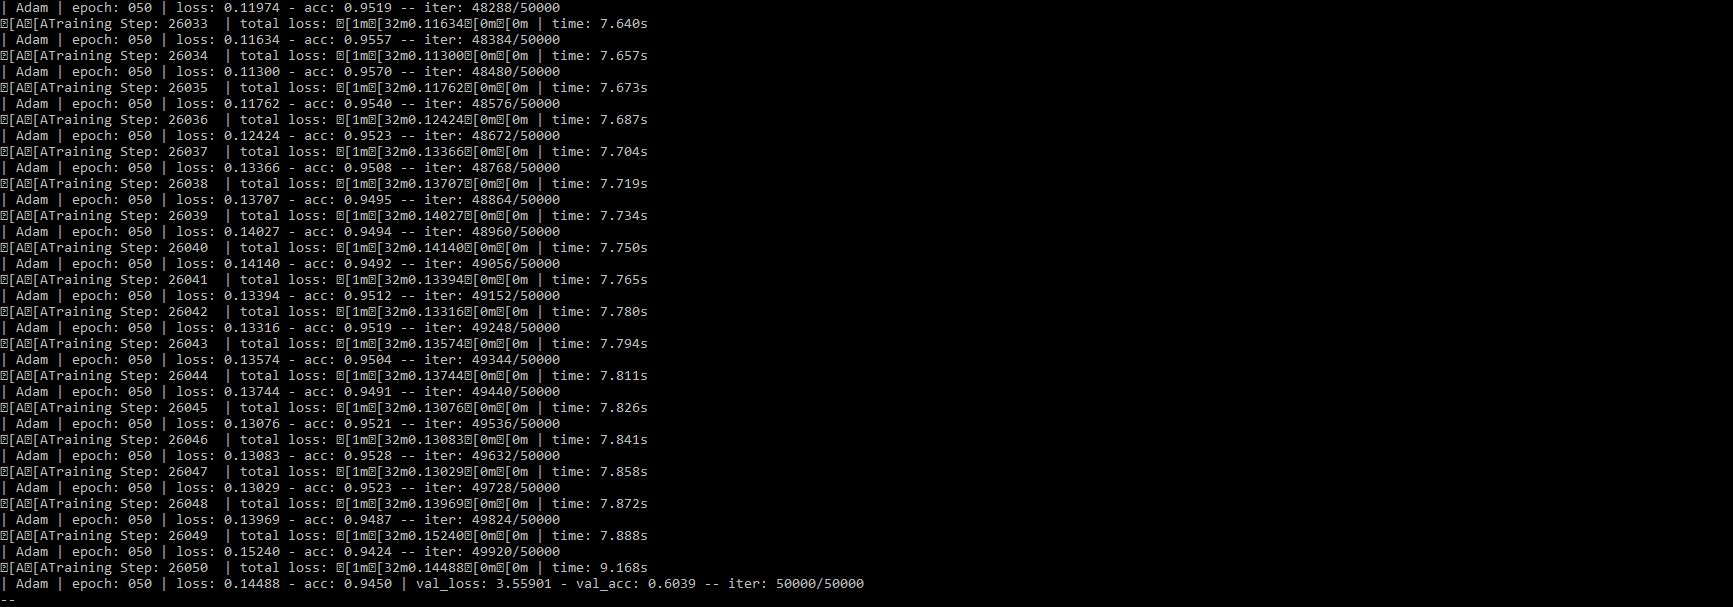 | Adam | epoch: 050 | loss: 0.11974 - acc: 0.9519 -- iter: 48288/50000
[A[ATraining Step: 26033  | total loss: [1m[32m0.11634[0m[0m | time: 7.640s
| Adam | epoch: 050 | loss: 0.11634 - acc: 0.9557 -- iter: 48384/50000
[A[ATraining Step: 26034  | total loss: [1m[32m0.11300[0m[0m | time: 7.657s
| Adam | epoch: 050 | loss: 0.11300 - acc: 0.9570 -- iter: 48480/50000
[A[ATraining Step: 26035  | total loss: [1m[32m0.11762[0m[0m | time: 7.673s
| Adam | epoch: 050 | loss: 0.11762 - acc: 0.9540 -- iter: 48576/50000
[A[ATraining Step: 26036  | total loss: [1m[32m0.12424[0m[0m | time: 7.687s
| Adam | epoch: 050 | loss: 0.12424 - acc: 0.9523 -- iter: 48672/50000
[A[ATraining Step: 26037  | total loss: [1m[32m0.13366[0m[0m | time: 7.704s
| Adam | epoch: 050 | loss: 0.13366 - acc: 0.9508 -- iter: 48768/50000
[A[ATraining Step: 26038  | total loss: [1m[32m0.13707[0m[0m | time: 7.719s
| Adam | epoch: 050 | loss: 0.13707 - acc: 0.9495 -- iter: 48864/50000
[A[ATraining Step: 26039  | total loss: [1m[32m0.14027[0m[0m | time: 7.734s
| Adam | epoch: 050 | loss: 0.14027 - acc: 0.9494 -- iter: 48960/50000
[A[ATraining Step: 26040  | total loss: [1m[32m0.14140[0m[0m | time: 7.750s
| Adam | epoch: 050 | loss: 0.14140 - acc: 0.9492 -- iter: 49056/50000
[A[ATraining Step: 26041  | total loss: [1m[32m0.13394[0m[0m | time: 7.765s
| Adam | epoch: 050 | loss: 0.13394 - acc: 0.9512 -- iter: 49152/50000
[A[ATraining Step: 26042  | total loss: [1m[32m0.13316[0m[0m | time: 7.780s
| Adam | epoch: 050 | loss: 0.13316 - acc: 0.9519 -- iter: 49248/50000
[A[ATraining Step: 26043  | total loss: [1m[32m0.13574[0m[0m | time: 7.794s
| Adam | epoch: 050 | loss: 0.13574 - acc: 0.9504 -- iter: 49344/50000
[A[ATraining Step: 26044  | total loss: [1m[32m0.13744[0m[0m | time: 7.811s
| Adam | epoch: 050 | loss: 0.13744 - acc: 0.9491 -- iter: 49440/50000
[A[ATraining Step: 26045  | total loss: [1m[32m0.13076[0m[0m | time: 7.826s
| Adam | epoch: 050 | loss: 0.13076 - acc: 0.9521 -- iter: 49536/50000
[A[ATraining Step: 26046  | total loss: [1m[32m0.13083[0m[0m | time: 7.841s
| Adam | epoch: 050 | loss: 0.13083 - acc: 0.9528 -- iter: 49632/50000
[A[ATraining Step: 26047  | total loss: [1m[32m0.13029[0m[0m | time: 7.858s
| Adam | epoch: 050 | loss: 0.13029 - acc: 0.9523 -- iter: 49728/50000
[A[ATraining Step: 26048  | total loss: [1m[32m0.13969[0m[0m | time: 7.872s
| Adam | epoch: 050 | loss: 0.13969 - acc: 0.9487 -- iter: 49824/50000
[A[ATraining Step: 26049  | total loss: [1m[32m0.15240[0m[0m | time: 7.888s
| Adam | epoch: 050 | loss: 0.15240 - acc: 0.9424 -- iter: 49920/50000
[A[ATraining Step: 26050  | total loss: [1m[32m0.14488[0m[0m | time: 9.168s
| Adam | epoch: 050 | loss: 0.14488 - acc: 0.9450 | val_loss: 3.55901 - val_acc: 0.6039 -- iter: 50000/50000
--